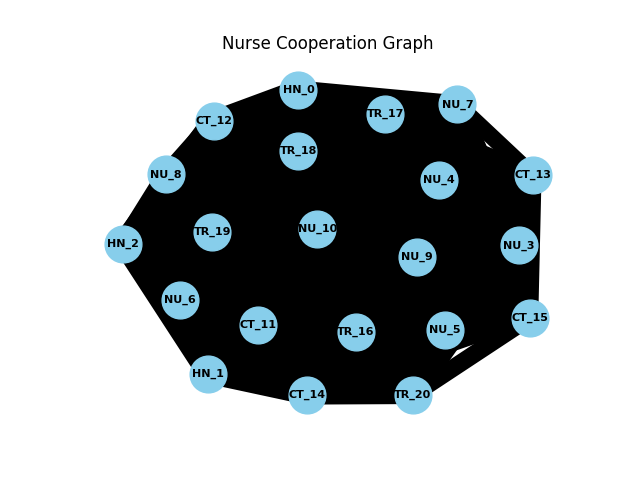 Nurse Cooperation Graph
HN_0
NU_7
TR_17
CT_12
TR_18
NU_8
CT_13
NU_4
NU_10
TR_19
HN_2
NU_3
NU_9
NU_6
CT_15
CT_11
NU_5
TR_16
HN_1
CT_14
TR_20